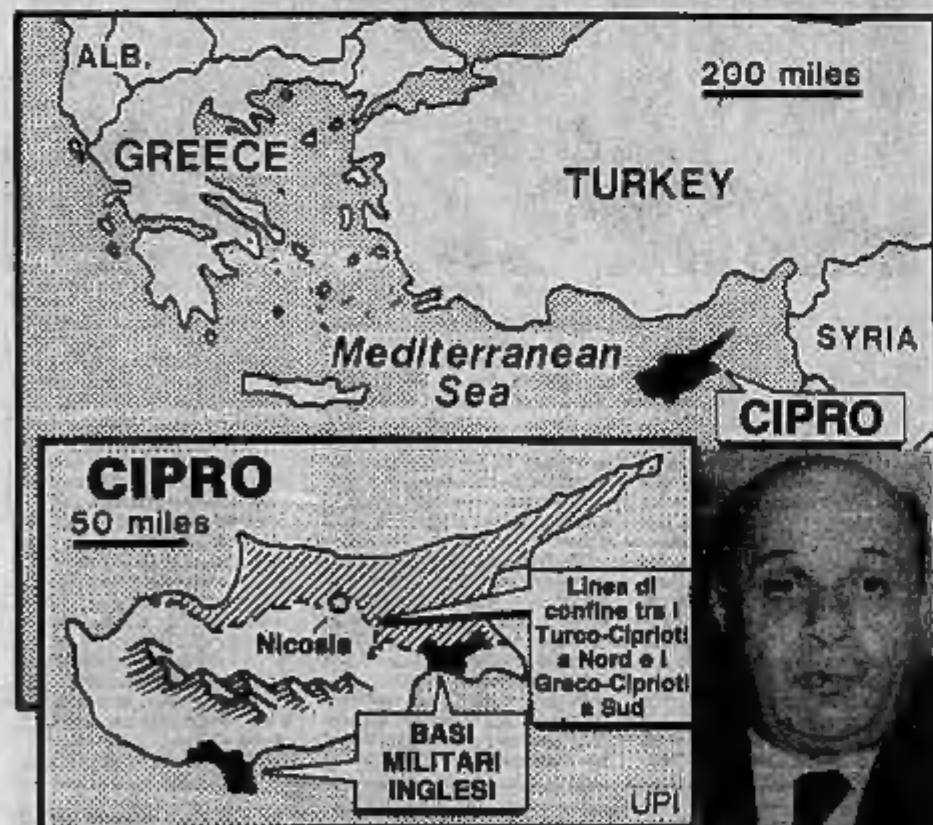 ALB.
200 miles
GREECE
TURKEY
SYRIA
Mediterranean
Sea
CIPRO
CIPRO
50 miles
Nicosia
Linea di
confine tra i
Turco-Ciprioti
a Nord e i
Greco-Ciprioti
a Sud
BASI
MILITARI
INGLESI
UPI